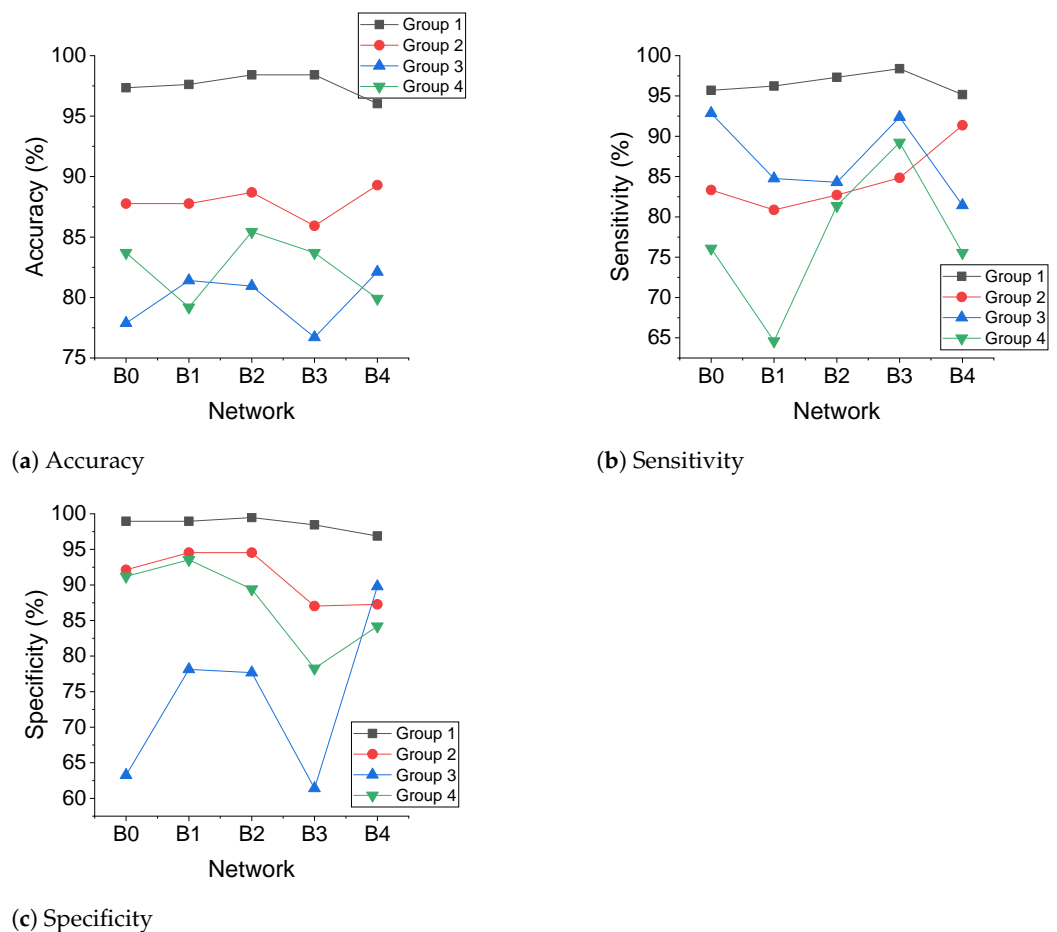 Group 1
Group 2
Group 3
Group 4
100
95
90
85
80
75
Accuracy (%)
B0 B1 B2 B3 B4
Network
(a) Accuracy
100
95
90
85
80
75
70
65
Sensitivity (%)
Group 1
Group 2
Group 3
Group 4
B0 B1 B2 B3 B4
Network
(b) Sensitivity
100
95
90
85
80
75
70
65
60
Specificity (%)
Group 1
Group 2
Group 3
Group 4
B0 B1 B2 B3 B4
Network
(c) Specificity